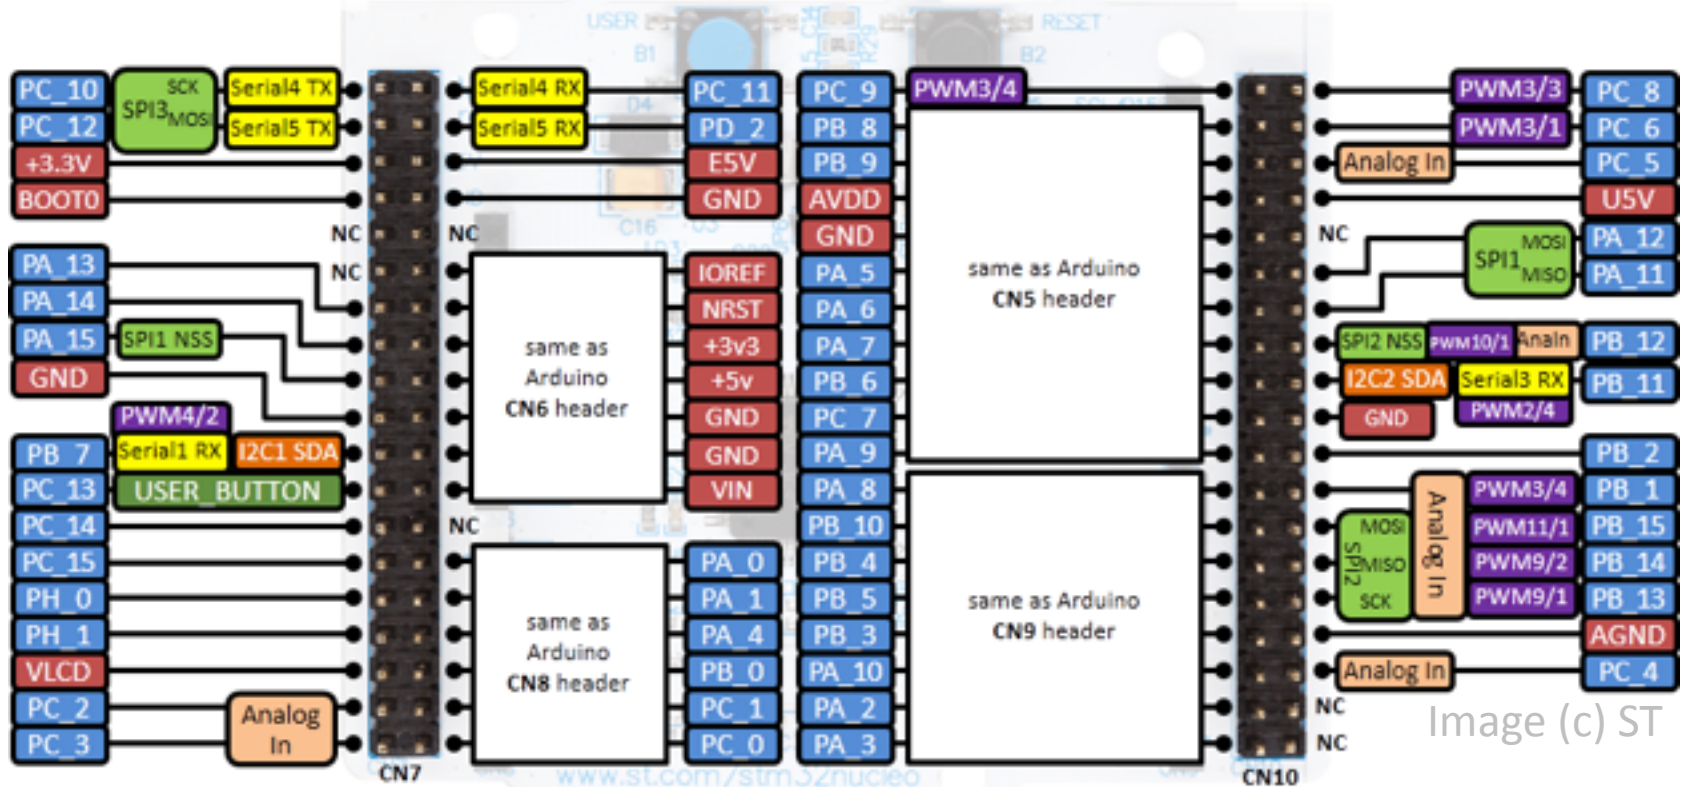 USER
B1
C14
R29
RESET
B2
PC_10
SPI3
SCK
MOSI
Serial4 TX
Serial4 RX
PC_11
PC_9
PWM3/4
PWM3/3
PC_8
PC_12
Serial5 TX
Serial5 RX
D4
PD_2
PB_8
PWM3/1
PC_6
+3.3V
E5V
PB_9
Analog In
PC_5
BOOT0
GND
AVDD
U5V
C16
NC
NC
GND
NC
SPI1
MOSI
MISO
PA_12
PA_13
NC
IOREF
PA_5
same as Arduino
CN5 header
PA_11
PA_14
NRST
PA_6
PA_15
SPI1 NSS
same as
Arduino
CN6 header
+3v3
PA_7
SPI2 NSS
PWM10/1
AnaIn
PB_12
GND
+5v
PB_6
I2C2 SDA
Serial3 RX
PB_11
PWM4/2
GND
PC_7
GND
PWM2/4
PB_7
Serial1 RX
I2C1 SDA
GND
PA_9
PB_2
PC_13
USER_BUTTON
VIN
PA_8
Analog In
PWM3/4
PB_1
PC_14
NC
PB_10
SPI2
MOSI
MISO
SCK
PWM11/1
PB_15
PC_15
PA_0
PB_4
PWM9/2
PB_14
PH_0
PA_1
PB_5
same as Arduino
CN9 header
PWM9/1
PB_13
PH_1
same as
Arduino
CN8 header
PA_4
PB_3
AGND
VLCD
PB_0
PA_10
Analog In
PC_4
PC_2
Analog
In
PC_1
PA_2
NC
Image (c) ST
PC_3
PC_0
PA_3
NC
CN7
www.st.com/stm32nucleo
CN10